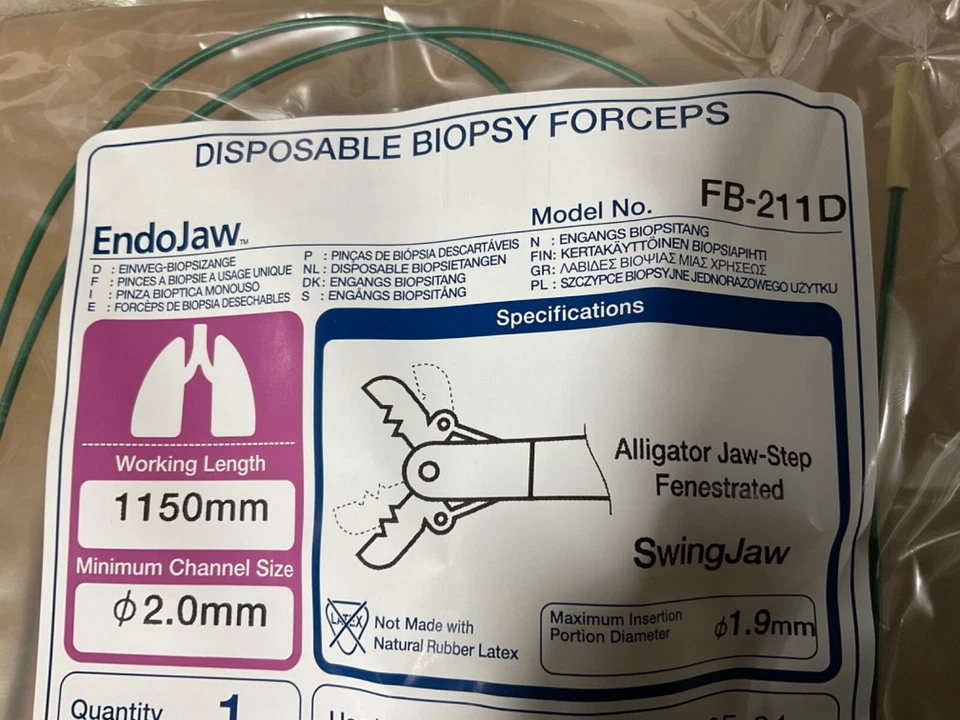 DISPOSABLE BIOPSY FORCEPS
EndoJaw™
Model No. FB-211D
D : EINWEG-BIOPSIZANGE
F : PINCES A BIOPSIE A USAGE UNIQUE
I : PINZA BIOPTICA MONOUSO
E : FORCÈPS DE BIOPSIA DESECHABLES
P : PINÇAS DE BIÓPSIA DESCARTÁVEIS
NL : DISPOSABLE BIOPSIETANGEN
DK : ENGANGS BIOPSITANG
S : ENGÅNGS BIOPSITÅNG
N : ENGANGS BIOPSITANG
FIN: KERTAKÄYTTÖINEN BIOPSIAPIHTI
GR: ΛΑΒΙΔΕΣ ΒΙΟΨΙΑΣ ΜΙΑΣ ΧΡΗΣΕΩΣ
PL : SZCZYPCE BIOPSYJNE JEDNORAZOWEGO UŻYTKU
Working Length
1150mm
Minimum Channel Size
ϕ2.0mm
Specifications
Alligator Jaw-Step
Fenestrated
SwingJaw
LATEX
Not Made with
Natural Rubber Latex
Maximum Insertion
Portion Diameter
ϕ1.9mm
Quantity
1